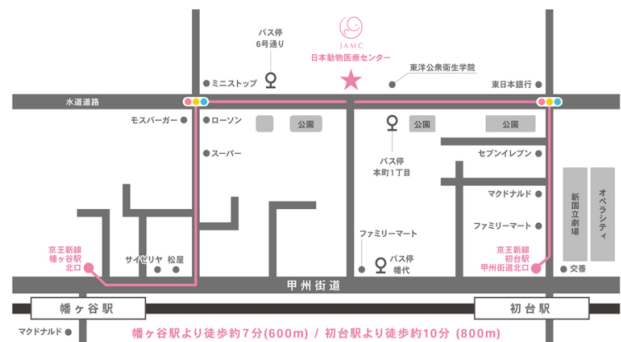 JAMC
日本動物医療センター
バス停
6号通り
ミニストップ
東洋公衆衛生学院
東日本銀行
水道道路
モスバーガー
ローソン
公園
公園
公園
スーパー
バス停
本町1丁目
セブンイレブン
マクドナルド
新国立劇場
オペラシティ
ファミリーマート
ファミリーマート
京王新線
幡ヶ谷駅
北口
サイゼリヤ
松屋
バス停
幡代
京王新線
初台駅
甲州街道北口
交番
甲州街道
幡ヶ谷駅
初台駅
マクドナルド
幡ヶ谷駅より徒歩約7分(600m) / 初台駅より徒歩約10分 (800m)